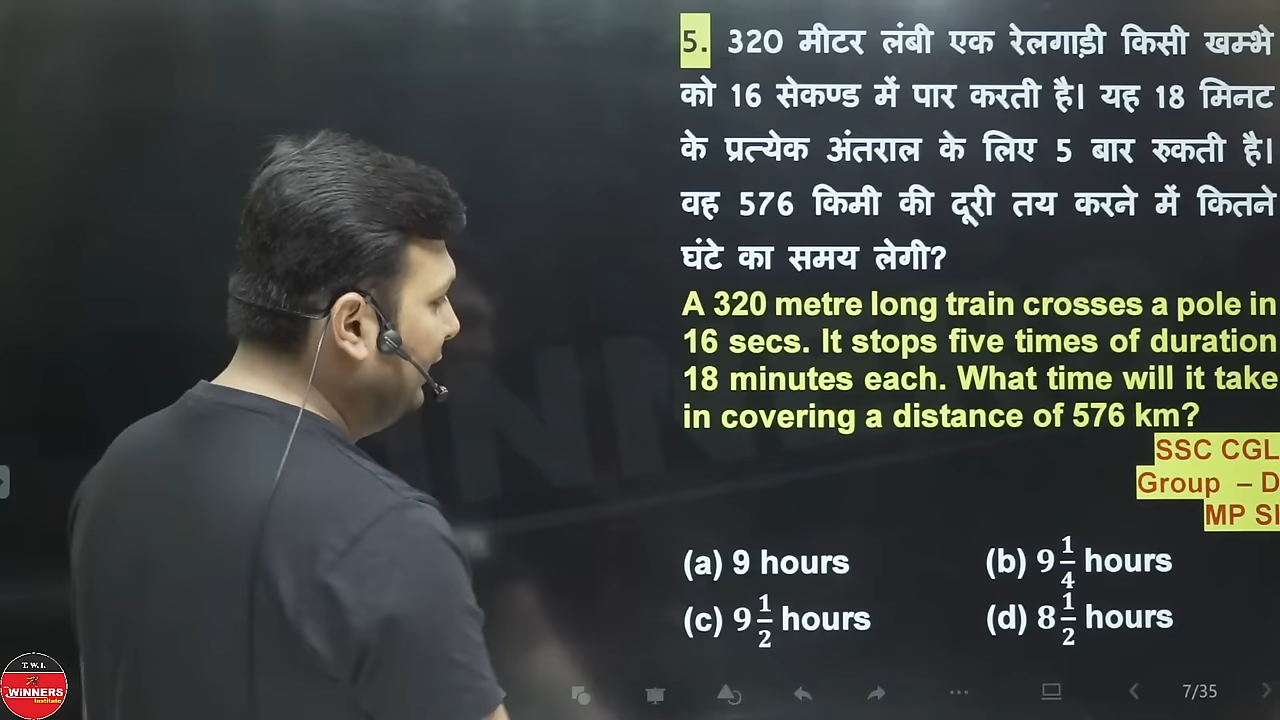 5. 320 मीटर लंबी एक रेलगाड़ी किसी खम्भे
को 16 सेकण्ड में पार करती है। यह 18 मिनट
के प्रत्येक अंतराल के लिए 5 बार रुकती है।
वह 576 किमी की दूरी तय करने में कितने
घंटे का समय लेगी?
A 320 metre long train crosses a pole in
16 secs. It stops five times of duration
18 minutes each. What time will it take
in covering a distance of 576 km?
SSC CGL
Group – D
MP SI
(a) 9 hours (b) 9 1/4 hours
(c) 9 1/2 hours (d) 8 1/2 hours
7/35
T.W.I.
WINNERS
Institute